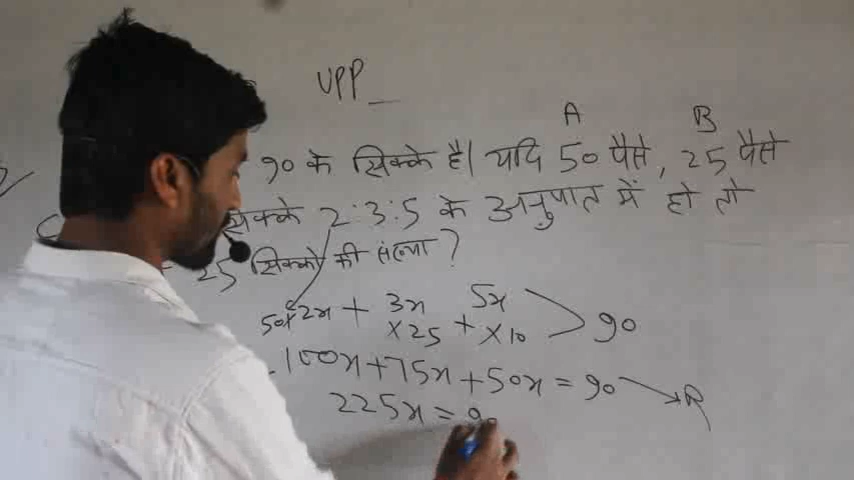 UPP_
A B
90 के सिक्के है। यदि 50 पैसे, 25 पैसे
सिक्के 2:3:5 के अनुपात में हो तो
25 सिक्को की संख्या?
50×2x + 3x ×25 + 5x ×10 90
100x+75x+50x = 90 → R
225x = 90